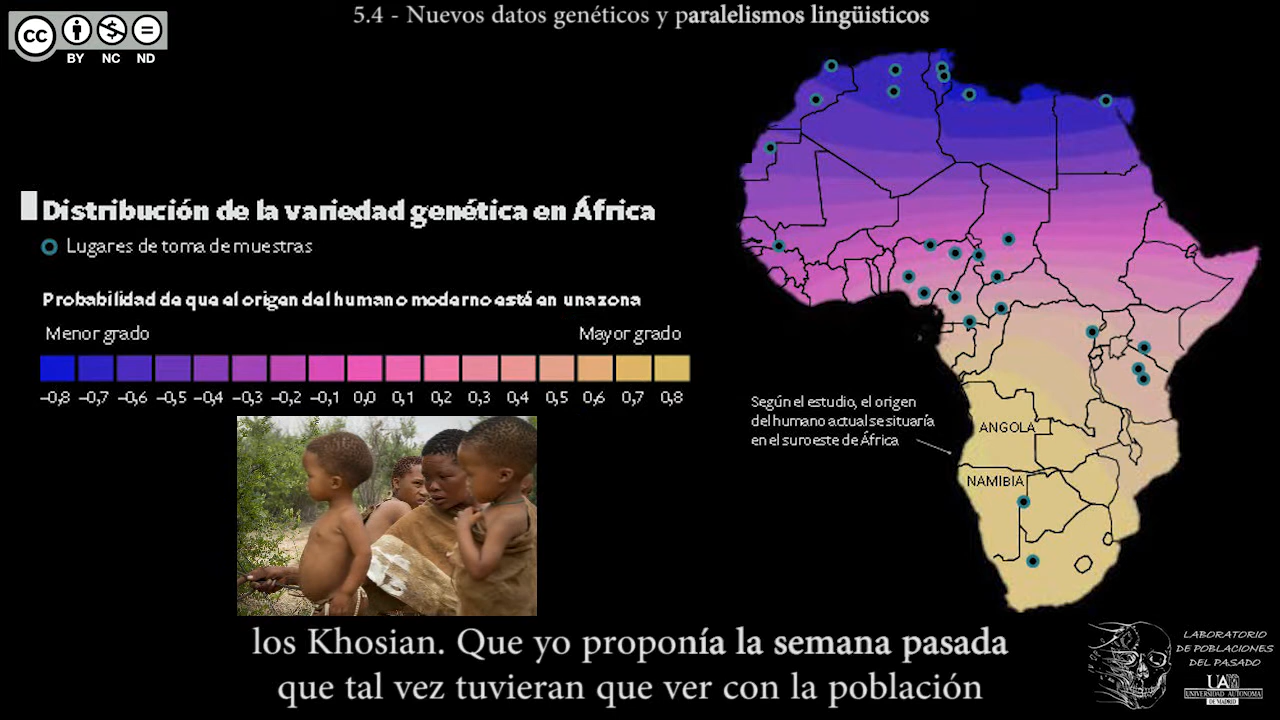 5.4 - Nuevos datos genéticos y paralelismos lingüisticos
CC
BY NC ND
Distribución de la variedad genética en África
Lugares de toma de muestras
Probabilidad de que el origen del humano moderno está en una zona
Menor grado Mayor grado
−0,8 −0,7 −0,6 −0,5 −0,4 −0,3 −0,2 −0,1 0,0 0,1 0,2 0,3 0,4 0,5 0,6 0,7 0,8
Según el estudio, el origen
del humano actual se situaría
en el suroeste de África
ANGOLA
NAMIBIA
los Khosian. Que yo proponía la semana pasada
que tal vez tuvieran que ver con la población
LABORATORIO
DE POBLACIONES
DEL PASADO
UAM
UNIVERSIDAD AUTONOMA
DE MADRID